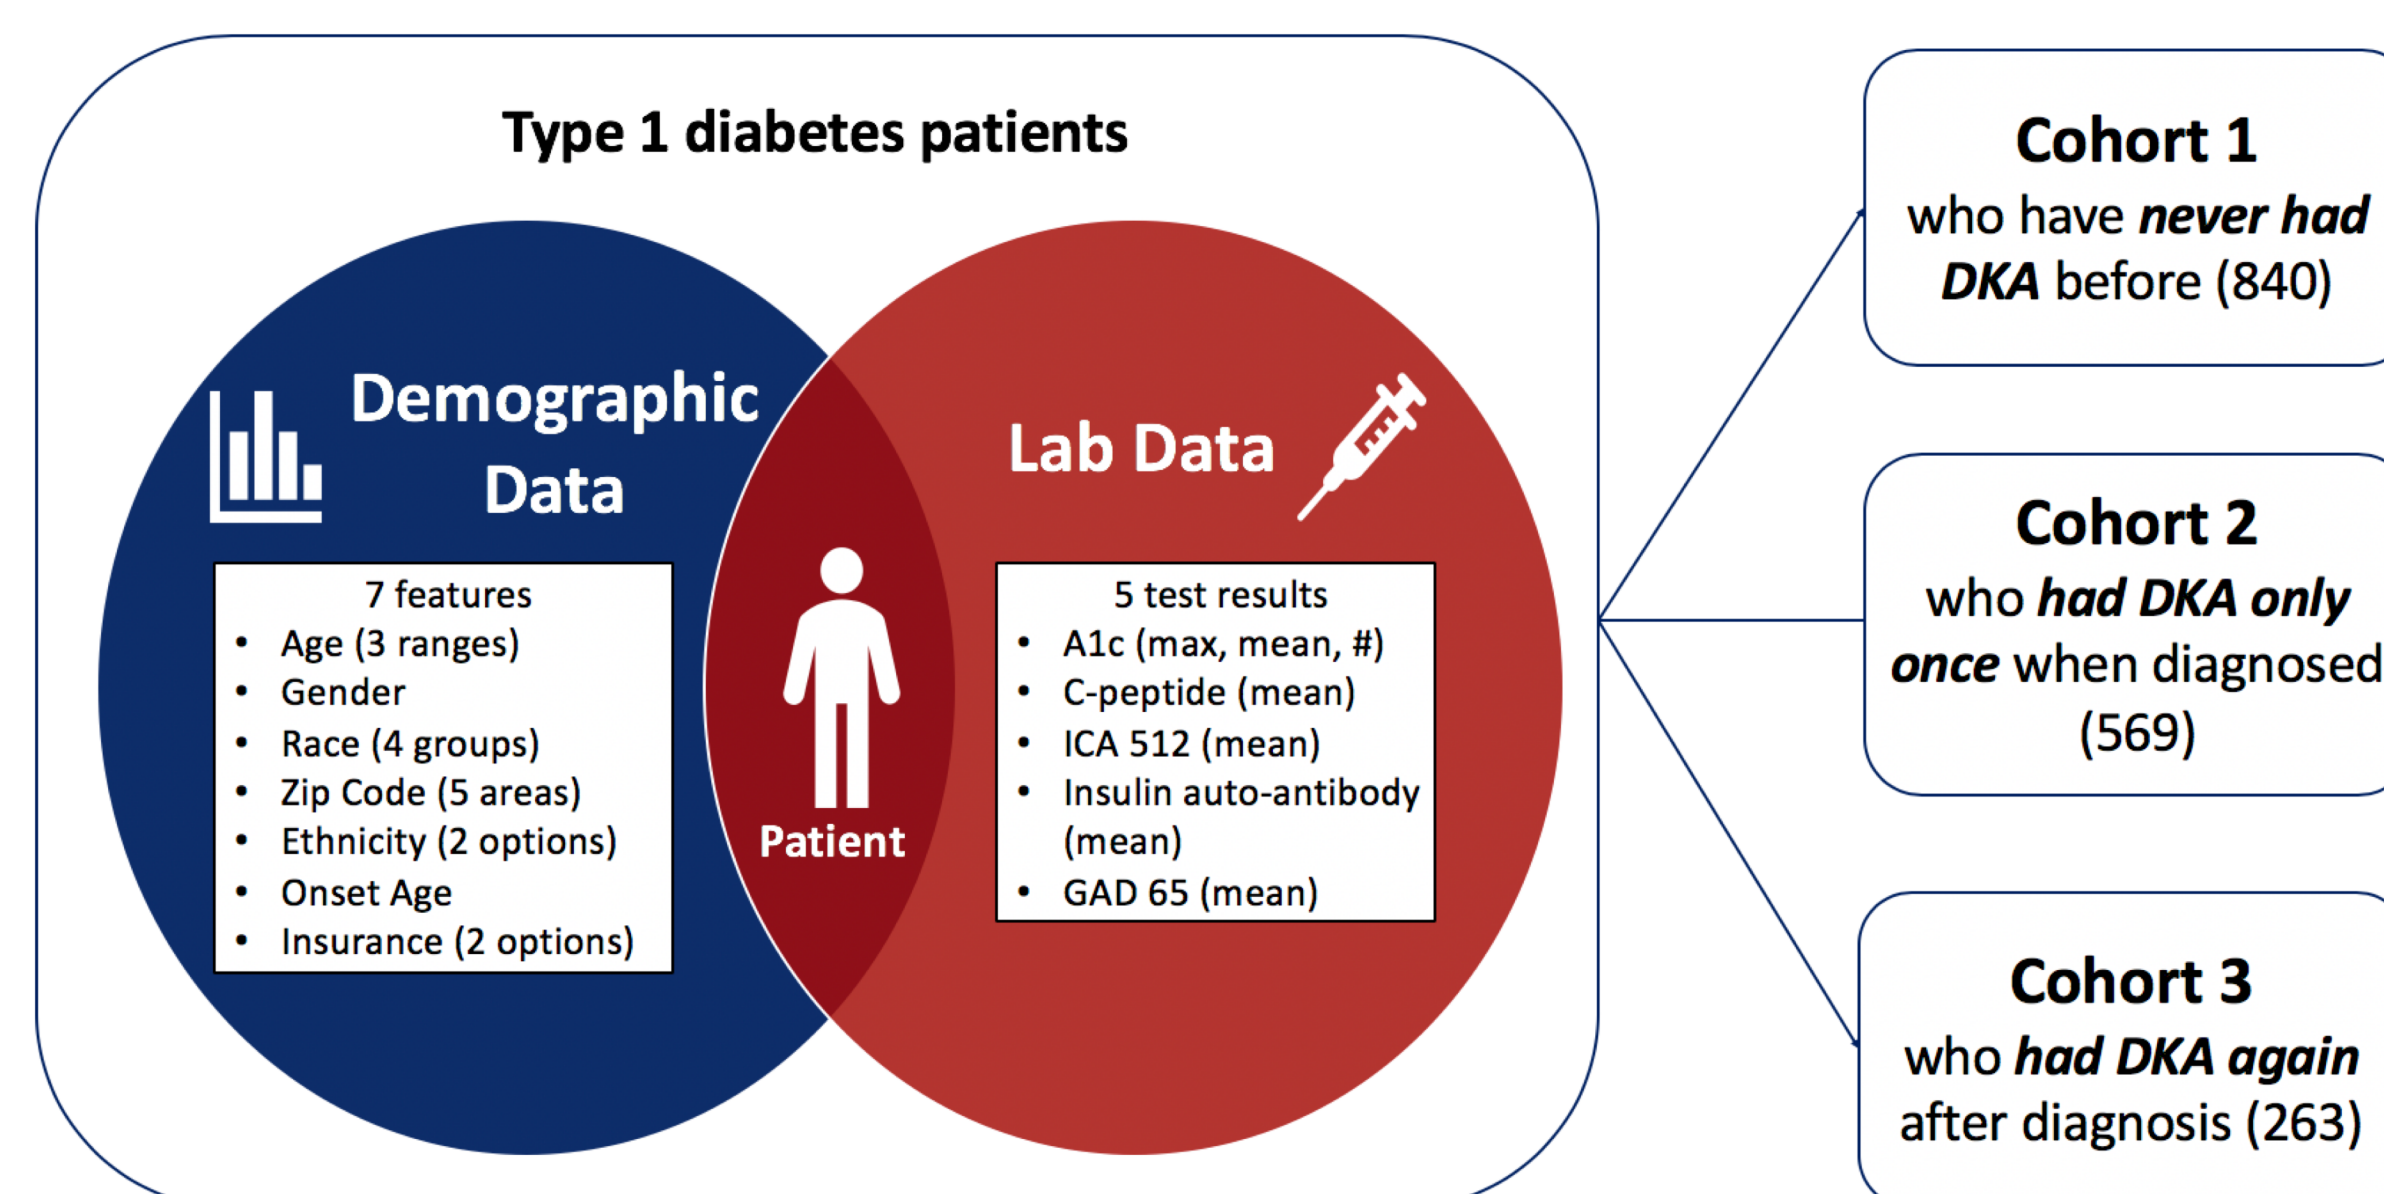 Type 1 diabetes patients
Demographic
Data
7 features
• Age (3 ranges)
• Gender
• Race (4 groups)
• Zip Code (5 areas)
• Ethnicity (2 options)
• Onset Age
• Insurance (2 options)
Patient
Lab Data
5 test results
• A1c (max, mean, #)
• C-peptide (mean)
• ICA 512 (mean)
• Insulin auto-antibody
(mean)
• GAD 65 (mean)
Cohort 1
who have never had
DKA before (840)
Cohort 2
who had DKA only
once when diagnosed
(569)
Cohort 3
who had DKA again
after diagnosis (263)